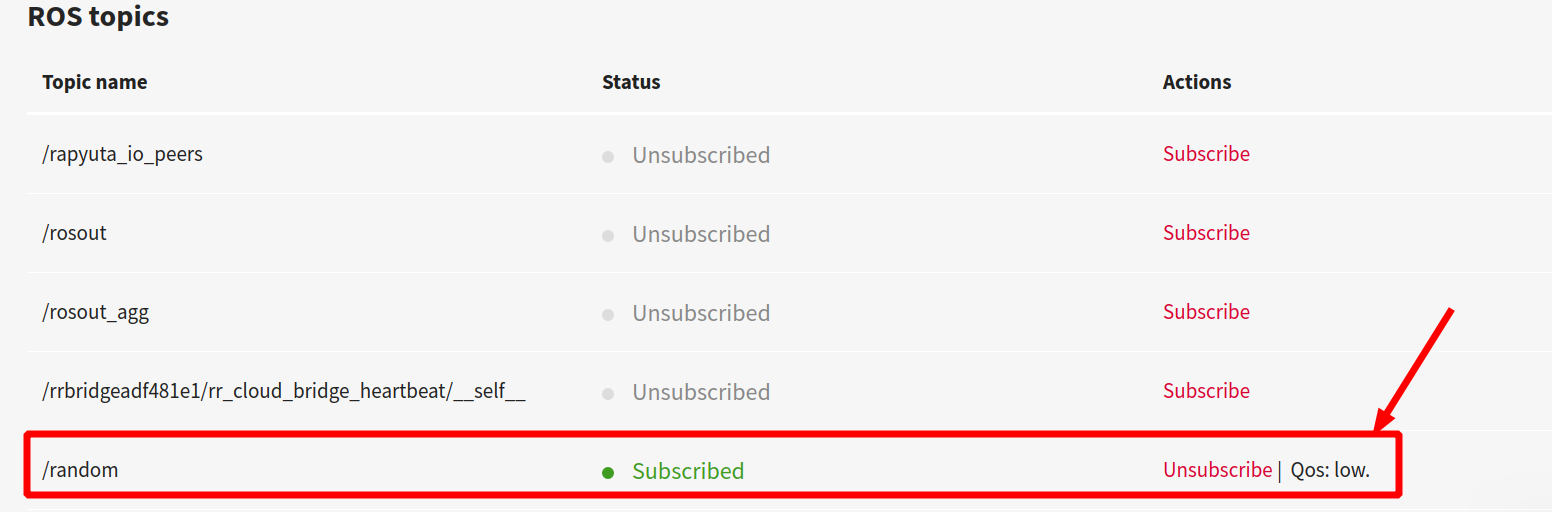 ROS topics
Topic name Status Actions
/rapyuta_io_peers Unsubscribed Subscribe
/rosout Unsubscribed Subscribe
/rosout_agg Unsubscribed Subscribe
/rrbridgeadf481e1/rr_cloud_bridge_heartbeat/__self__ Unsubscribed Subscribe
/random Subscribed Unsubscribe | Qos: low.